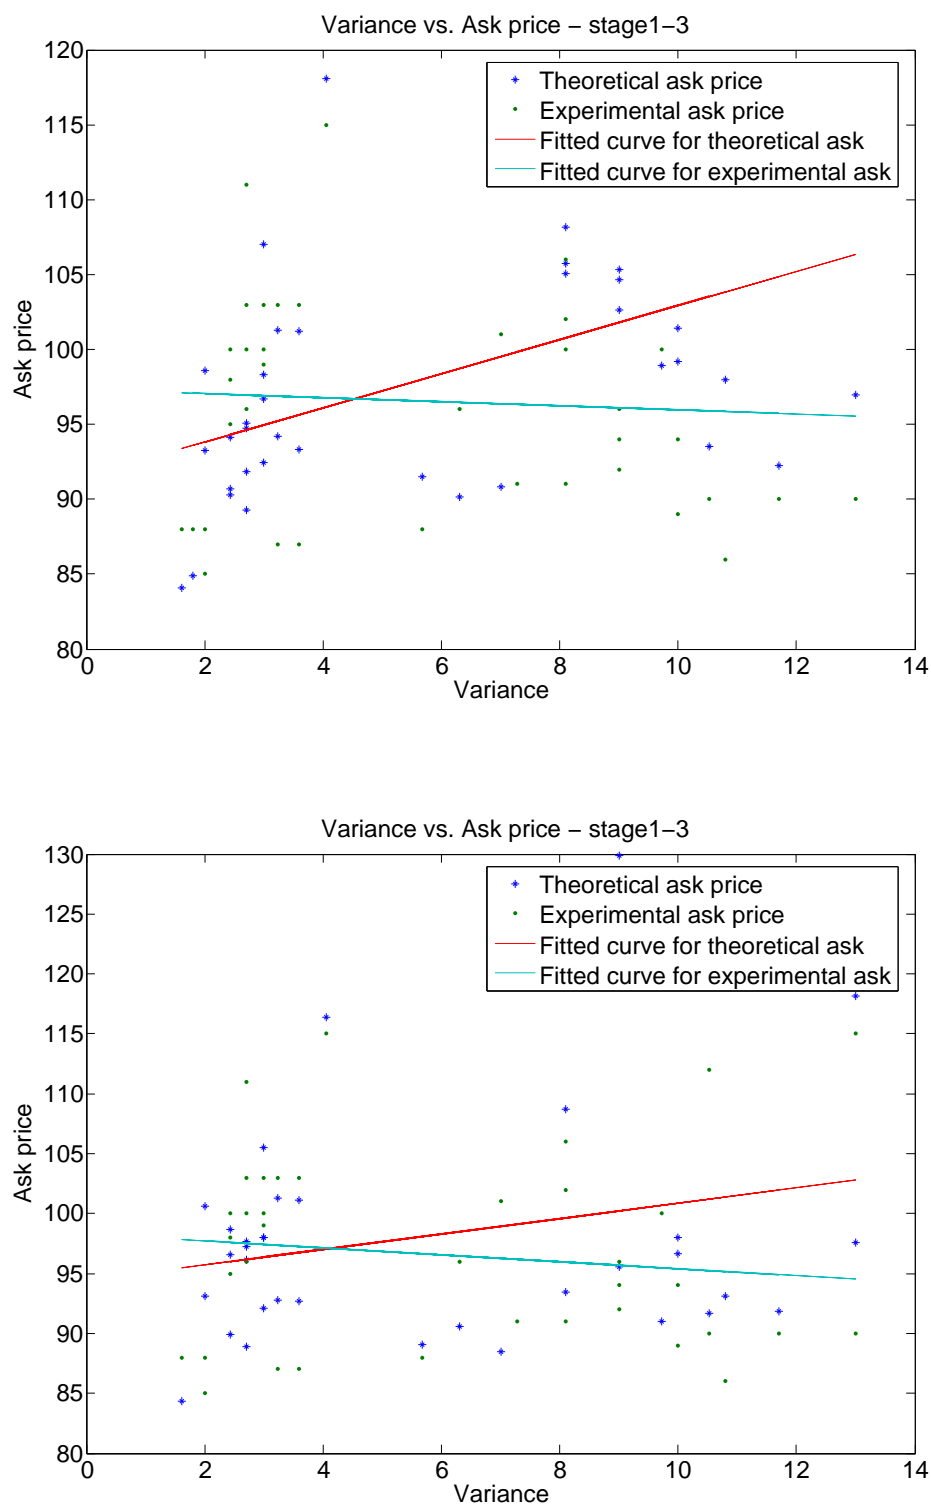 Variance vs. Ask price − stage1−3
120
Theoretical ask price
Experimental ask price
Fitted curve for theoretical ask
Fitted curve for experimental ask
115
110
105
100
95
90
85
80
Ask price
0 2 4 6 8 10 12 14
Variance
Variance vs. Ask price − stage1−3
130
Theoretical ask price
Experimental ask price
Fitted curve for theoretical ask
Fitted curve for experimental ask
125
120
115
110
105
100
95
90
85
80
Ask price
0 2 4 6 8 10 12 14
Variance